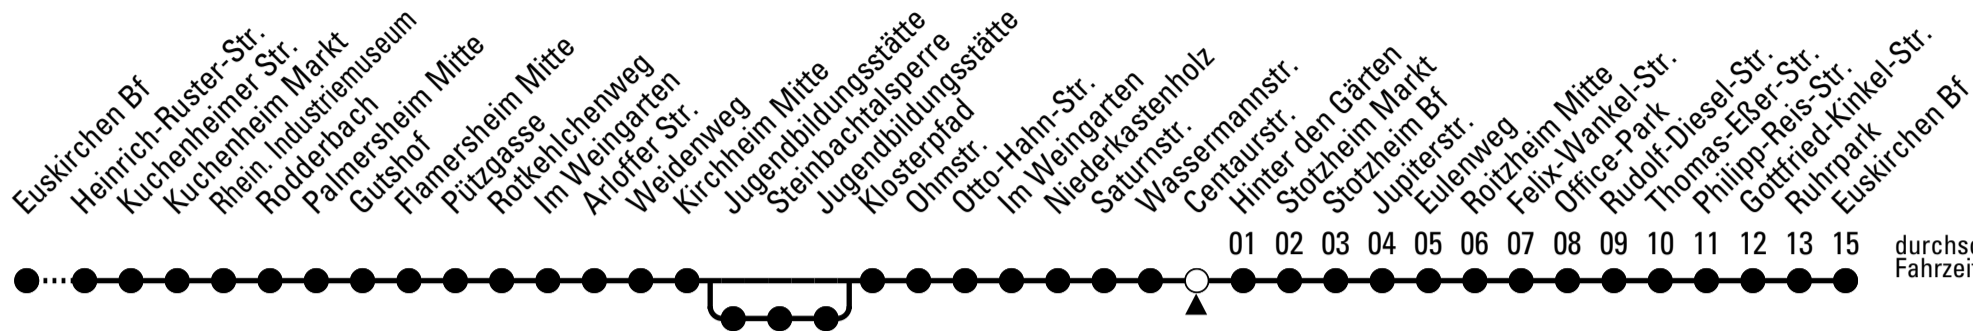 Euskirchen Bf
Heinrich-Ruster-Str.
Kuchenheimer Str.
Kuchenheim Markt
Rhein. Industriemuseum
Rodderbach
Palmersheim Mitte
Gutshof
Flamersheim Mitte
Pützgasse
Rotkehlchenweg
Im Weingarten
Arloffer Str.
Weidenweg
Kirchheim Mitte
Jugendbildungsstätte
Steinbachtalsperre
Jugendbildungsstätte
Klosterpfad
Ohmstr.
Otto-Hahn-Str.
Im Weingarten
Niederkastenholz
Saturnstr.
Wassermannstr.
Centaurstr.
Hinter den Gärten
Stotzheim Markt
Stotzheim Bf
Jupiterstr.
Eulenweg
Roitzheim Mitte
Felix-Wankel-Str.
Office-Park
Rudolf-Diesel-Str.
Thomas-Eßer-Str.
Philipp-Reis-Str.
Gottfried-Kinkel-Str.
Ruhrpark
Euskirchen Bf
01 02 03 04 05 06 07 08 09 10 11 12 13 15